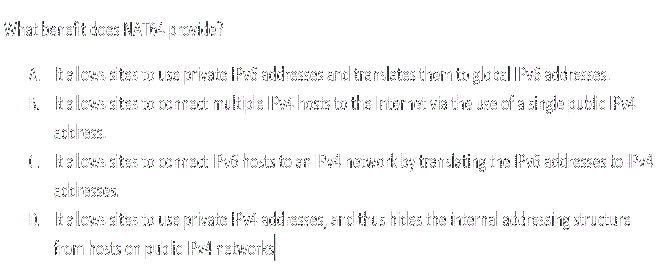 What benefit does NAT64 provide?
A. It allows sites to use private IPv6 addresses and translates them to global IPv6 addresses.
B. It allows sites to connect multiple IPv4 hosts to the Internet via the use of a single public IPv4
address.
C. It allows sites to connect IPv6 hosts to an IPv4 network by translating the IPv6 addresses to IPv4
addresses.
D. It allows sites to use private IPv4 addresses, and thus hides the internal addressing structure
from hosts on public IPv4 networks